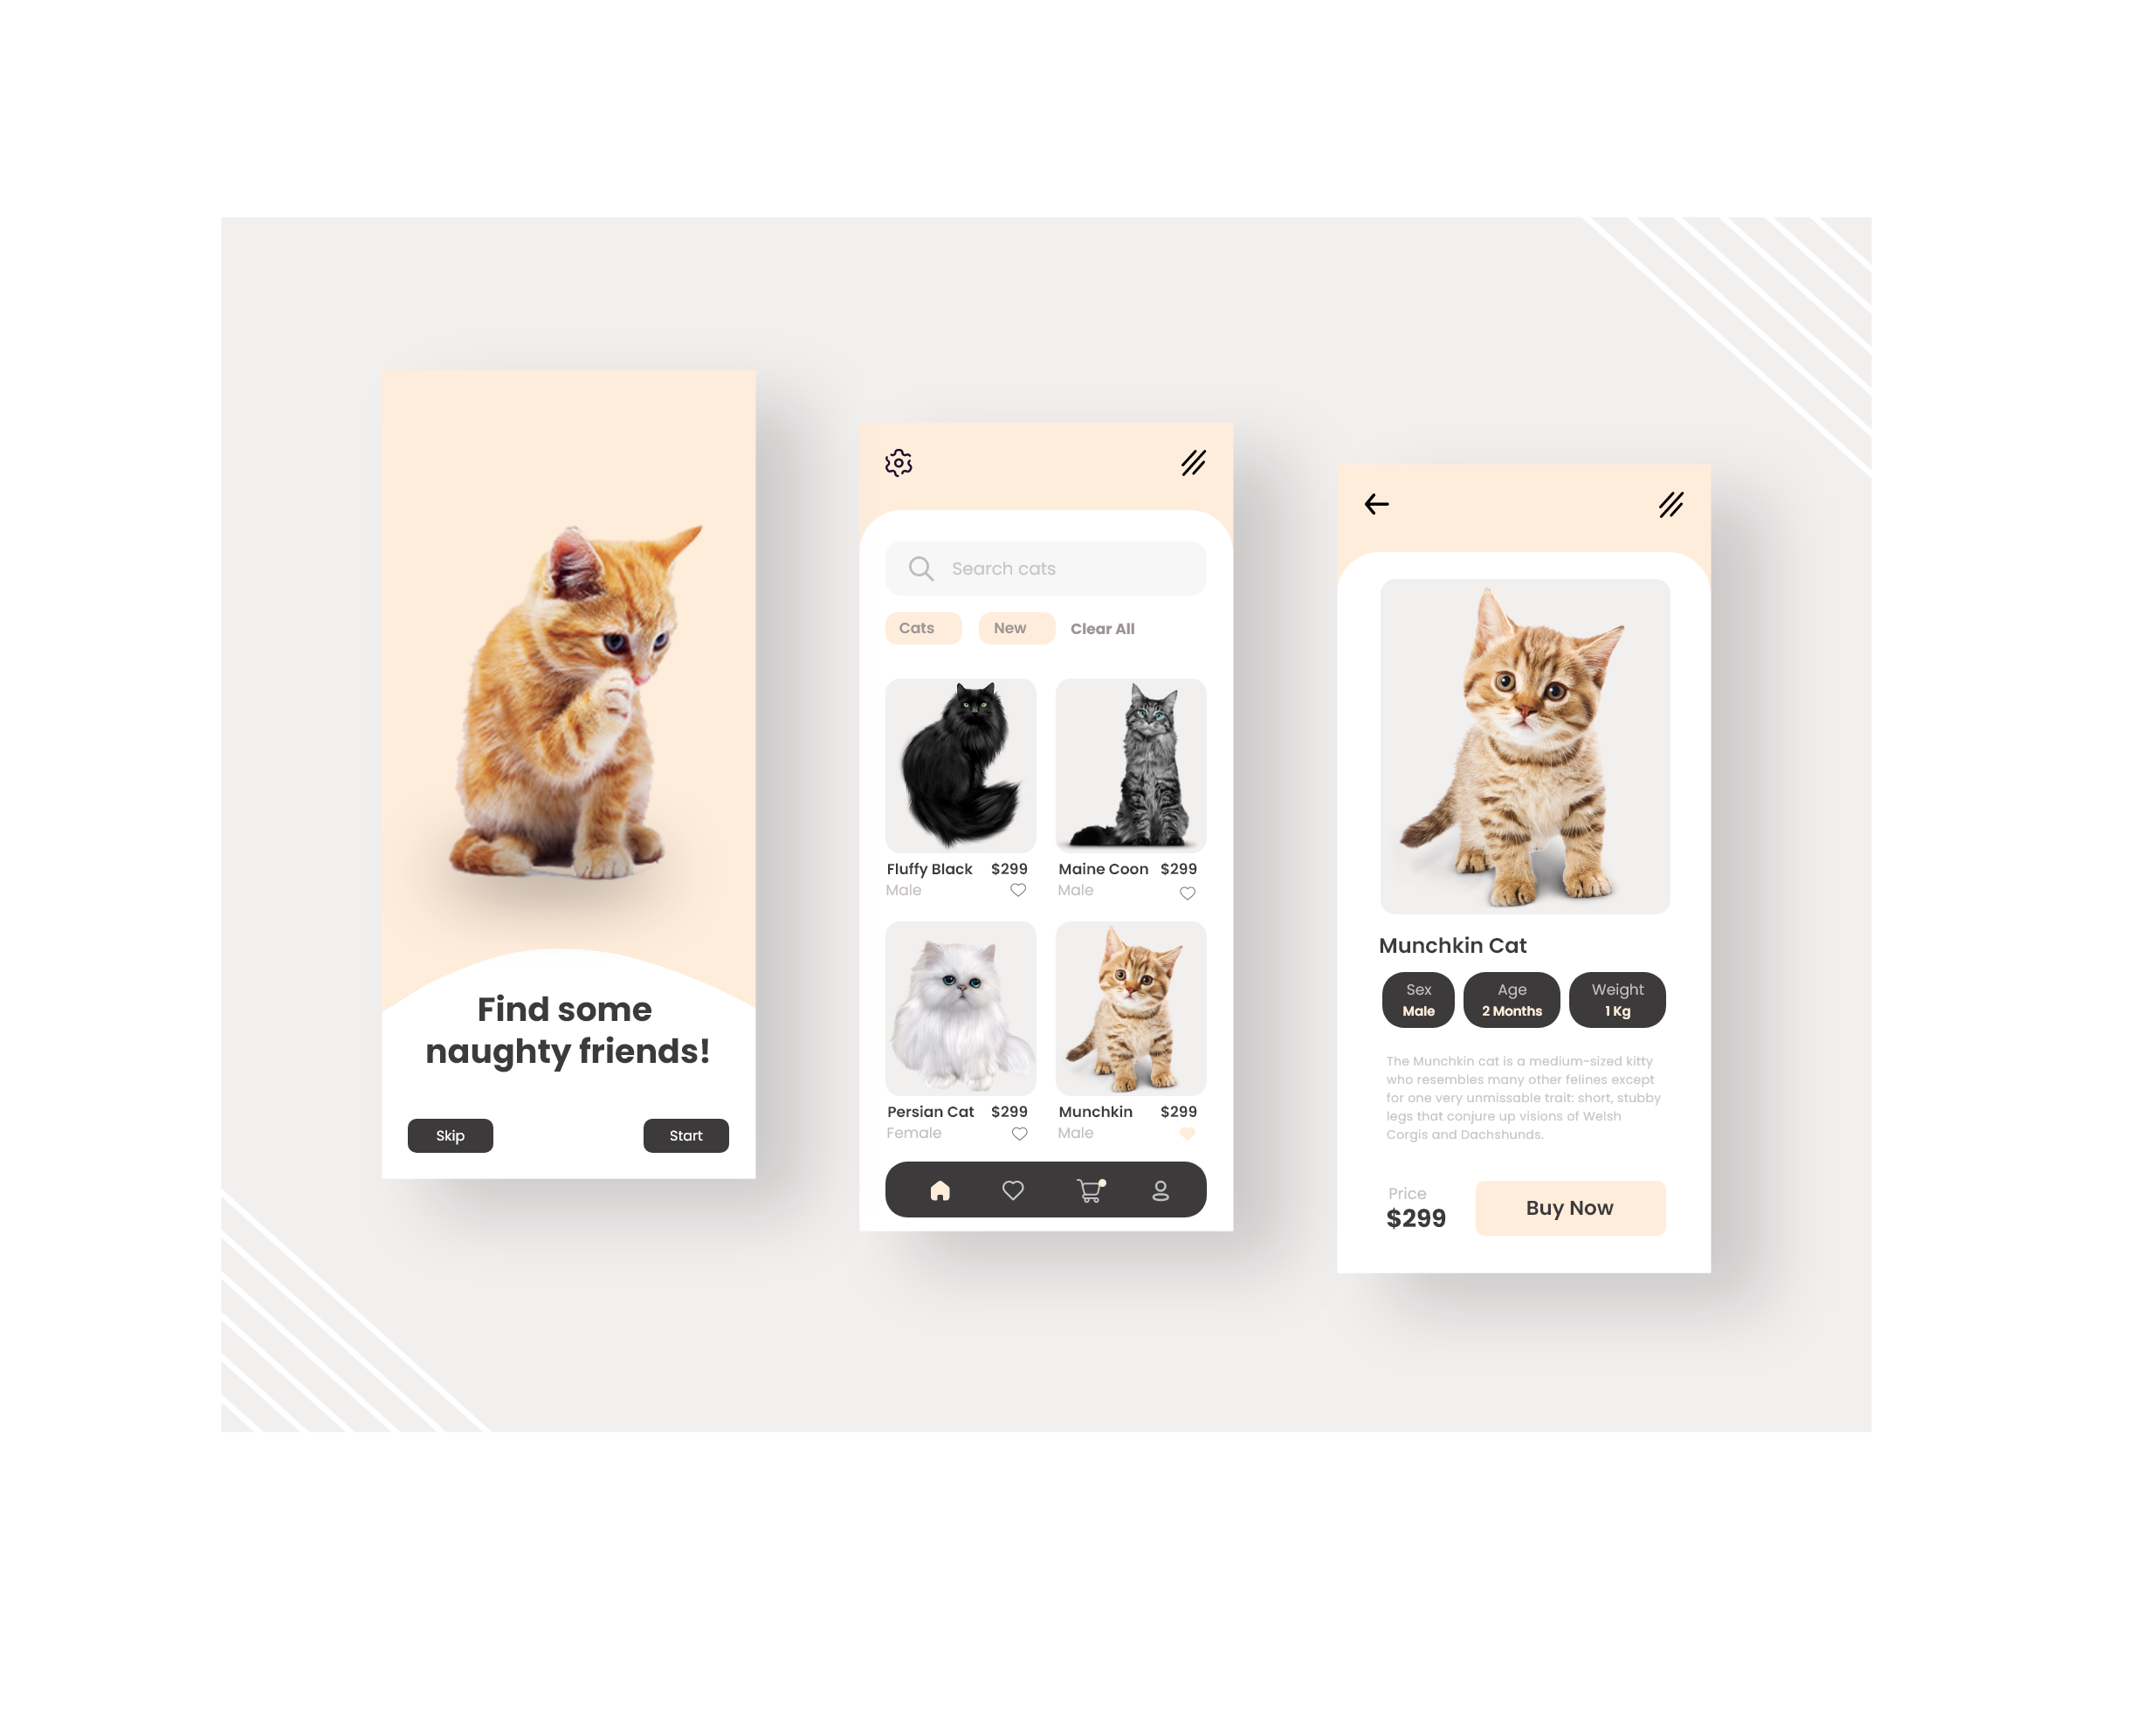 Find some
naughty friends!
Skip
Start
Search cats
Cats
New
Clear All
Fluffy Black $299
Male
Maine Coon $299
Male
Persian Cat $299
Female
Munchkin $299
Male
Munchkin Cat
Sex
Male
Age
2 Months
Weight
1 Kg
The Munchkin cat is a medium-sized kitty
who resembles many other felines except
for one very unmissable trait: short, stubby
legs that conjure up visions of Welsh
Corgis and Dachshunds.
Price
$299
Buy Now